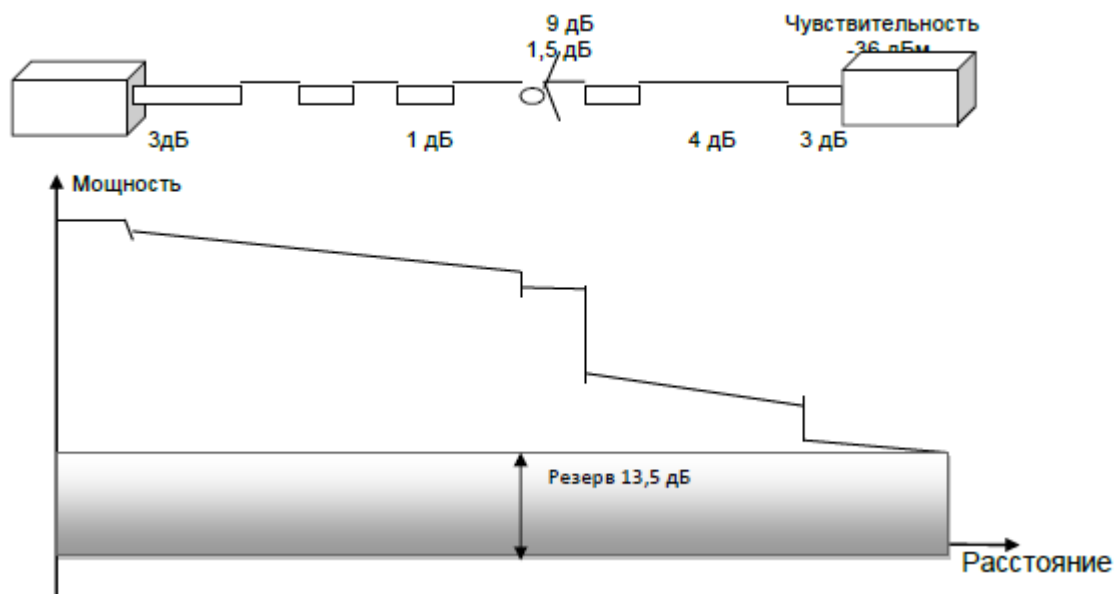 9 дБ
1,5 дБ
Чувствительность
-36 дБм
3дБ
1 дБ
4 дБ
3 дБ
Мощность
Резерв 13,5 дБ
Расстояние